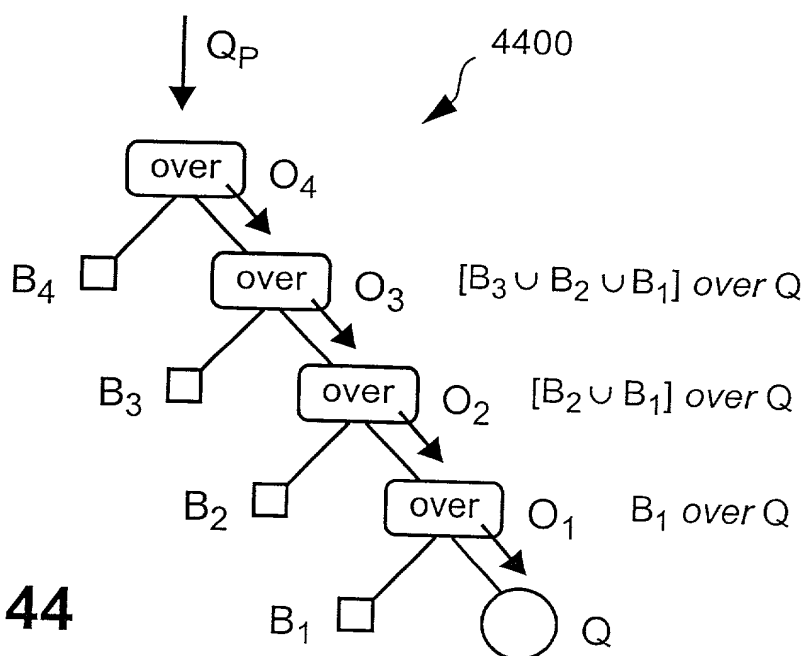 Q_P
4400
over O_4
B_4
over O_3 [B_3 ∪ B_2 ∪ B_1] over Q
B_3
over O_2 [B_2 ∪ B_1] over Q
B_2
over O_1 B_1 over Q
44
B_1
Q